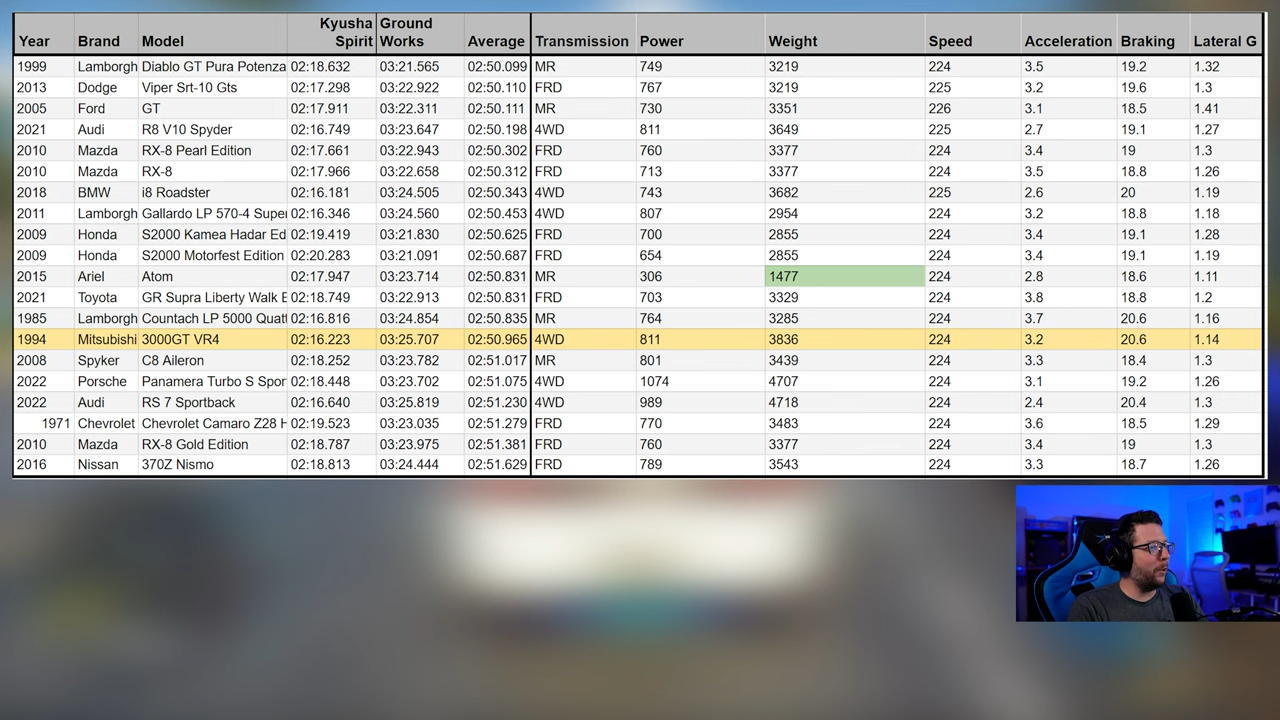 Year Brand Model Kyusha Spirit Ground Works Average Transmission Power Weight Speed Acceleration Braking Lateral G
1999 Lamborgh Diablo GT Pura Potenza 02:18.632 03:21.565 02:50.099 MR 749 3219 224 3.5 19.2 1.32
2013 Dodge Viper Srt-10 Gts 02:17.298 03:22.922 02:50.110 FRD 767 3219 225 3.2 19.6 1.3
2005 Ford GT 02:17.911 03:22.311 02:50.111 MR 730 3351 226 3.1 18.5 1.41
2021 Audi R8 V10 Spyder 02:16.749 03:23.647 02:50.198 4WD 811 3649 225 2.7 19.1 1.27
2010 Mazda RX-8 Pearl Edition 02:17.661 03:22.943 02:50.302 FRD 760 3377 224 3.4 19 1.3
2010 Mazda RX-8 02:17.966 03:22.658 02:50.312 FRD 713 3377 224 3.5 18.8 1.26
2018 BMW i8 Roadster 02:16.181 03:24.505 02:50.343 4WD 743 3682 225 2.6 20 1.19
2011 Lamborgh Gallardo LP 570-4 Super 02:16.346 03:24.560 02:50.453 4WD 807 2954 224 3.2 18.8 1.18
2009 Honda S2000 Kamea Hadar Ed 02:19.419 03:21.830 02:50.625 FRD 700 2855 224 3.4 19.1 1.28
2009 Honda S2000 Motorfest Edition 02:20.283 03:21.091 02:50.687 FRD 654 2855 224 3.4 19.1 1.19
2015 Ariel Atom 02:17.947 03:23.714 02:50.831 MR 306 1477 224 2.8 18.6 1.11
2021 Toyota GR Supra Liberty Walk E 02:18.749 03:22.913 02:50.831 FRD 703 3329 224 3.8 18.8 1.2
1985 Lamborgh Countach LP 5000 Quatt 02:16.816 03:24.854 02:50.835 MR 764 3285 224 3.7 20.6 1.16
1994 Mitsubishi 3000GT VR4 02:16.223 03:25.707 02:50.965 4WD 811 3836 224 3.2 20.6 1.14
2008 Spyker C8 Aileron 02:18.252 03:23.782 02:51.017 MR 801 3439 224 3.3 18.4 1.3
2022 Porsche Panamera Turbo S Spor 02:18.448 03:23.702 02:51.075 4WD 1074 4707 224 3.1 19.2 1.26
2022 Audi RS 7 Sportback 02:16.640 03:25.819 02:51.230 4WD 989 4718 224 2.4 20.4 1.3
1971 Chevrolet Chevrolet Camaro Z28 H 02:19.523 03:23.035 02:51.279 FRD 770 3483 224 3.6 18.5 1.29
2010 Mazda RX-8 Gold Edition 02:18.787 03:23.975 02:51.381 FRD 760 3377 224 3.4 19 1.3
2016 Nissan 370Z Nismo 02:18.813 03:24.444 02:51.629 FRD 789 3543 224 3.3 18.7 1.26